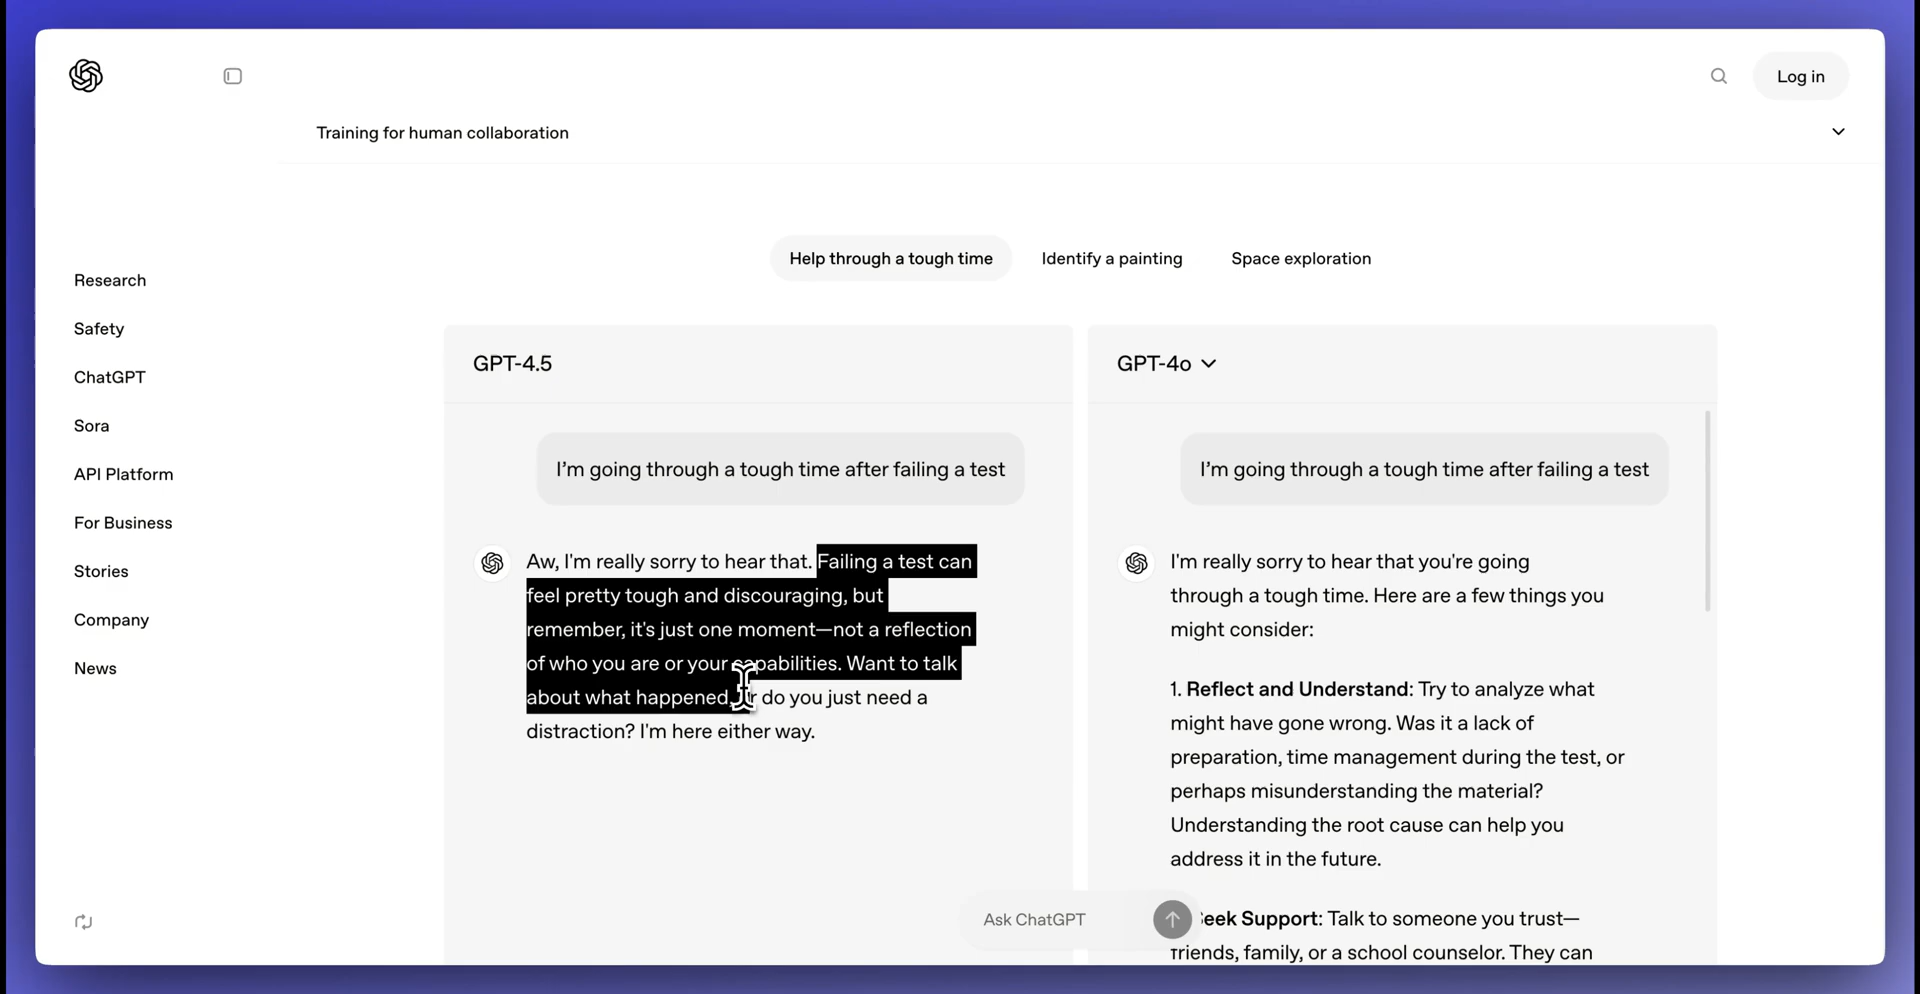 Log in
Training for human collaboration
Research
Safety
ChatGPT
Sora
API Platform
For Business
Stories
Company
News
Help through a tough time
Identify a painting
Space exploration
GPT-4.5
I’m going through a tough time after failing a test
Aw, I'm really sorry to hear that. Failing a test can
feel pretty tough and discouraging, but
remember, it's just one moment—not a reflection
of who you are or your capabilities. Want to talk
about what happened, or do you just need a
distraction? I'm here either way.
GPT-4o
I’m going through a tough time after failing a test
I'm really sorry to hear that you're going
through a tough time. Here are a few things you
might consider:
1. Reflect and Understand: Try to analyze what
might have gone wrong. Was it a lack of
preparation, time management during the test, or
perhaps misunderstanding the material?
Understanding the root cause can help you
address it in the future.
Seek Support: Talk to someone you trust—
friends, family, or a school counselor. They can
Ask ChatGPT